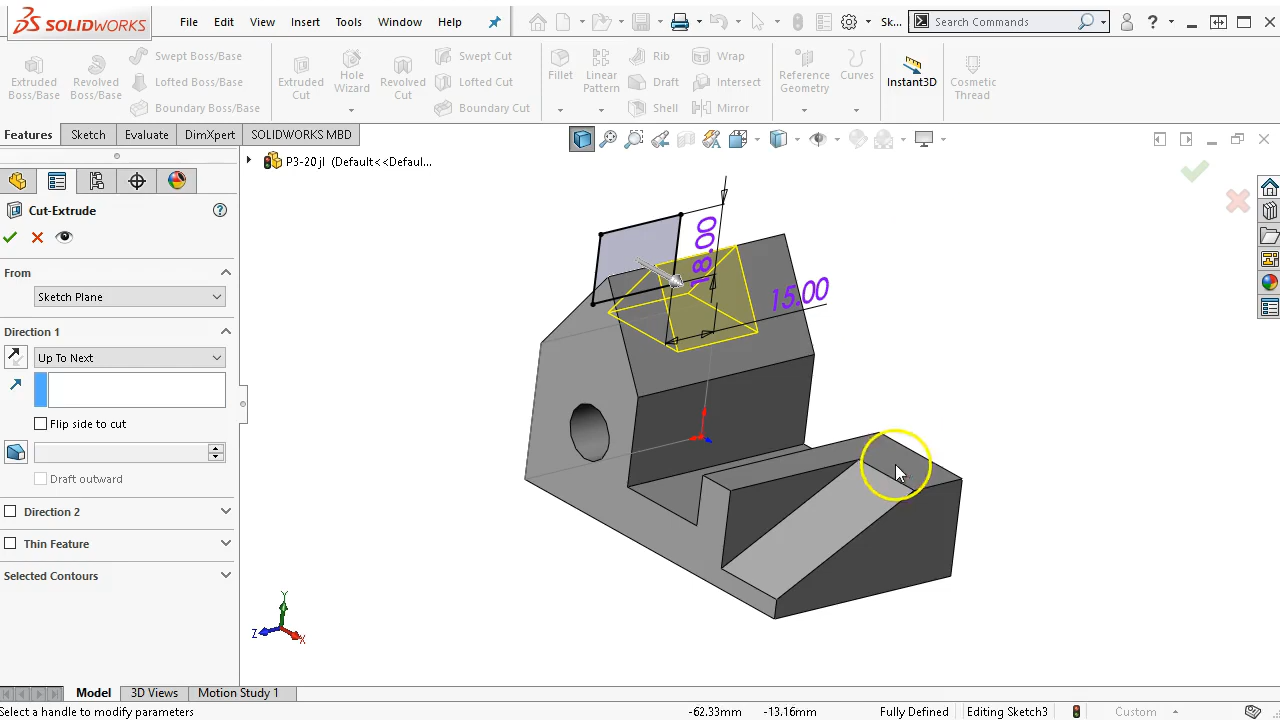 SOLIDWORKS File Edit View Insert Tools Window Help Sk... Search Commands ?
Extruded Boss/Base
Revolved Boss/Base
Swept Boss/Base
Lofted Boss/Base
Boundary Boss/Base
Extruded Cut
Hole Wizard
Revolved Cut
Swept Cut
Lofted Cut
Boundary Cut
Fillet
Linear Pattern
Rib
Draft
Shell
Wrap
Intersect
Mirror
Reference Geometry
Curves
Instant3D
Cosmetic Thread
Features Sketch Evaluate DimXpert SOLIDWORKS MBD
P3-20 jl (Default<<Defaul...
Cut-Extrude
From
Sketch Plane
Direction 1
Up To Next
Flip side to cut
Draft outward
Direction 2
Thin Feature
Selected Contours
18.00
15.00
Y
Z
X
Model 3D Views Motion Study 1
Select a handle to modify parameters -62.33mm -13.16mm Fully Defined Editing Sketch3 Custom